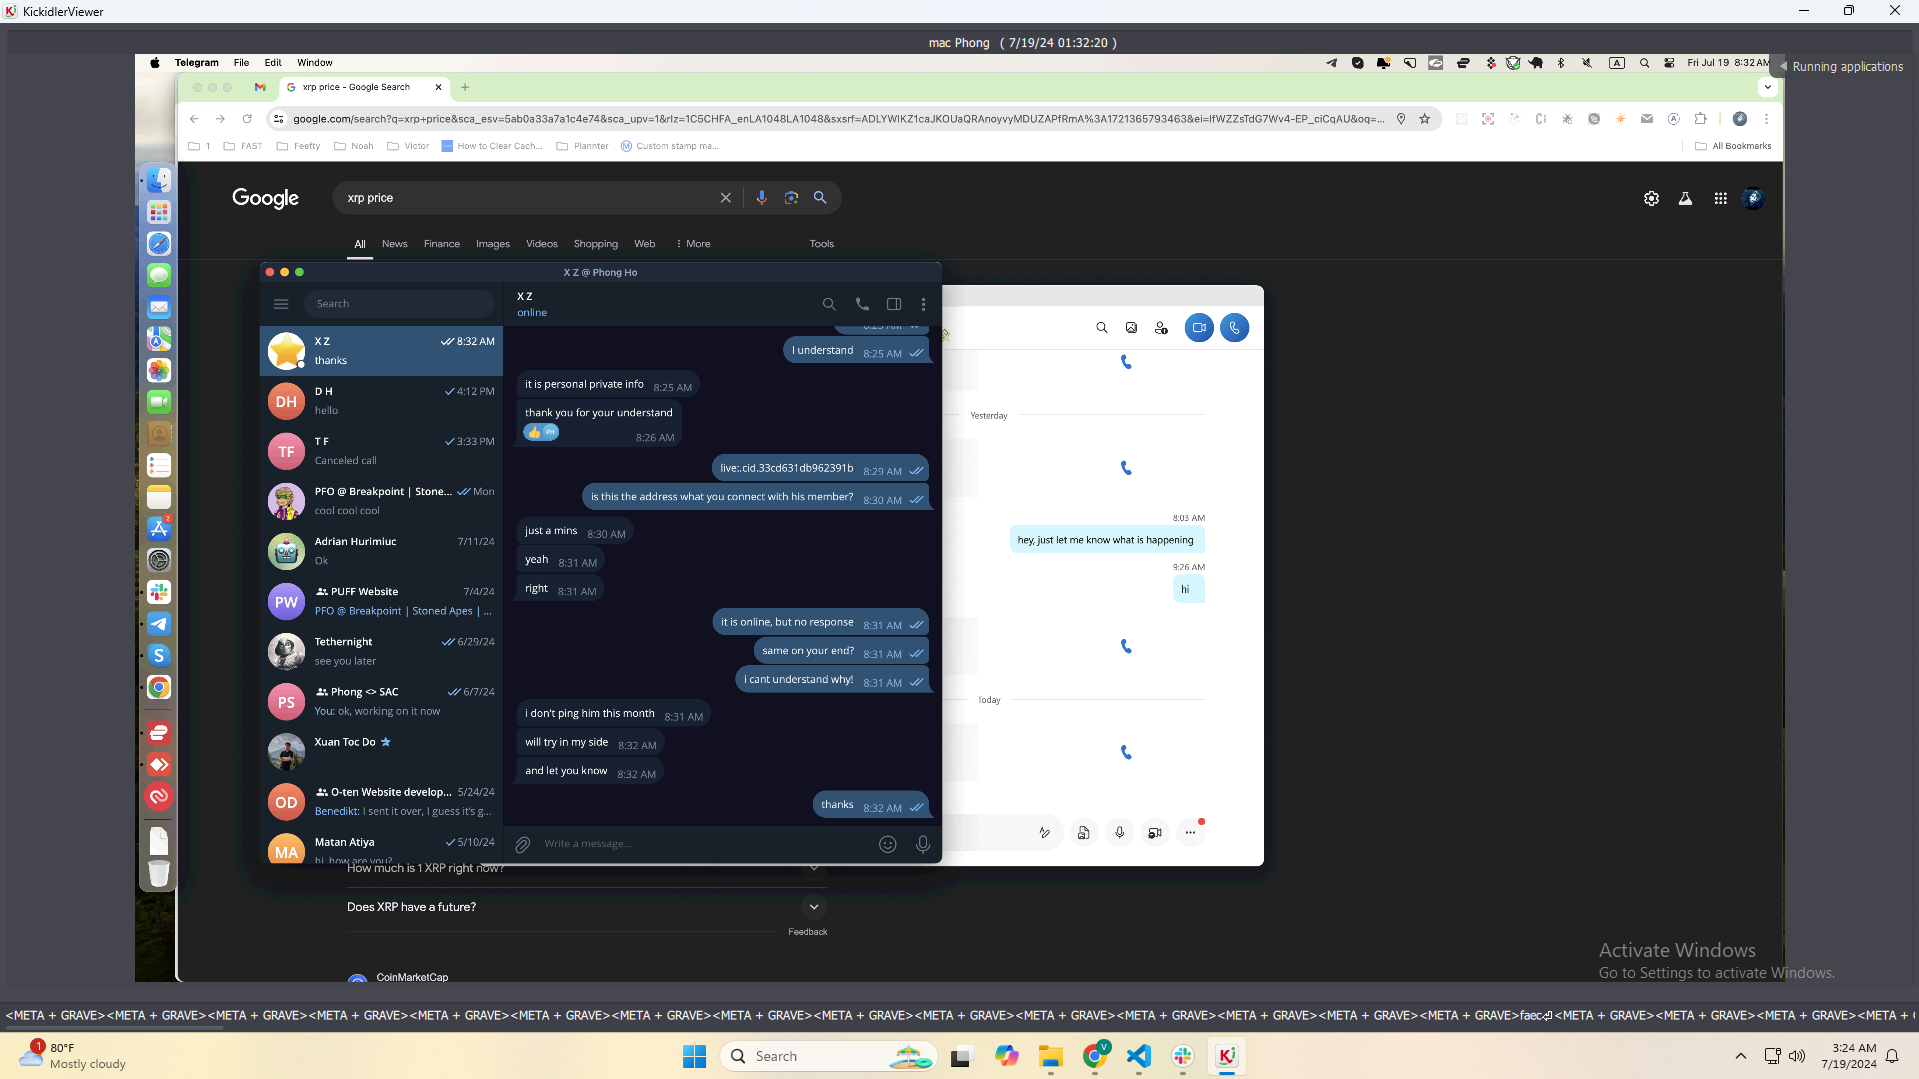 KickidlerViewer
mac Phong ( 7/19/24 01:32:20 )
Telegram File Edit Window
A
Fri Jul 19 8:32 AM
Running applications
xrp price - Google Search
google.com/search?q=xrp+price&sca_esv=5ab0a33a7a1c4e74&sca_upv=1&rlz=1C5CHFA_enLA1048LA1048&sxsrf=ADLYWIKZ1caJKOUaQRAnoyvyMDUZAPfRmA%3A1721365793463&ei=lfWZZsTdG7Wv4-EP_ciCqAU&oq=...
1 FAST Feefty Noah Victor How to Clear Cach... Plannter Custom stamp ma...
All Bookmarks
Google
xrp price
All News Finance Images Videos Shopping Web More Tools
X Z @ Phong Ho
Search
X Z
online
X Z 8:32 AM
thanks
D H 4:12 PM
DH
hello
T F 3:33 PM
TF
Canceled call
PFO @ Breakpoint | Stone... Mon
cool cool cool
Adrian Hurimiuc 7/11/24
Ok
PUFF Website 7/4/24
PW
PFO @ Breakpoint | Stoned Apes | ...
Tethernight 6/29/24
see you later
Phong <> SAC 6/7/24
PS
You: ok, working on it now
Xuan Toc Do
O-ten Website develop... 5/24/24
OD
Benedikt: I sent it over, I guess it's g...
Matan Atiya 5/10/24
MA
hi, how are you?
I understand 8:25 AM
it is personal private info 8:25 AM
thank you for your understand
PH
8:26 AM
live:.cid.33cd631db962391b 8:29 AM
is this the address what you connect with his member? 8:30 AM
just a mins 8:30 AM
yeah 8:31 AM
right 8:31 AM
it is online, but no response 8:31 AM
same on your end? 8:31 AM
i cant understand why! 8:31 AM
i don't ping him this month 8:31 AM
will try in my side 8:32 AM
and let you know 8:32 AM
thanks 8:32 AM
Write a message...
Yesterday
8:03 AM
hey, just let me know what is happening
9:26 AM
hi
Today
How much is 1 XRP right now?
Does XRP have a future?
Feedback
CoinMarketCap
Activate Windows
Go to Settings to activate Windows.
<META + GRAVE><META + GRAVE><META + GRAVE><META + GRAVE><META + GRAVE><META + GRAVE><META + GRAVE><META + GRAVE><META + GRAVE><META + GRAVE><META + GRAVE><META + GRAVE><META + GRAVE><META + GRAVE><META + GRAVE>faec⏎<META + GRAVE><META + GRAVE><META + GRAVE><META +
1
80°F
Mostly cloudy
Search
V
3:24 AM
7/19/2024